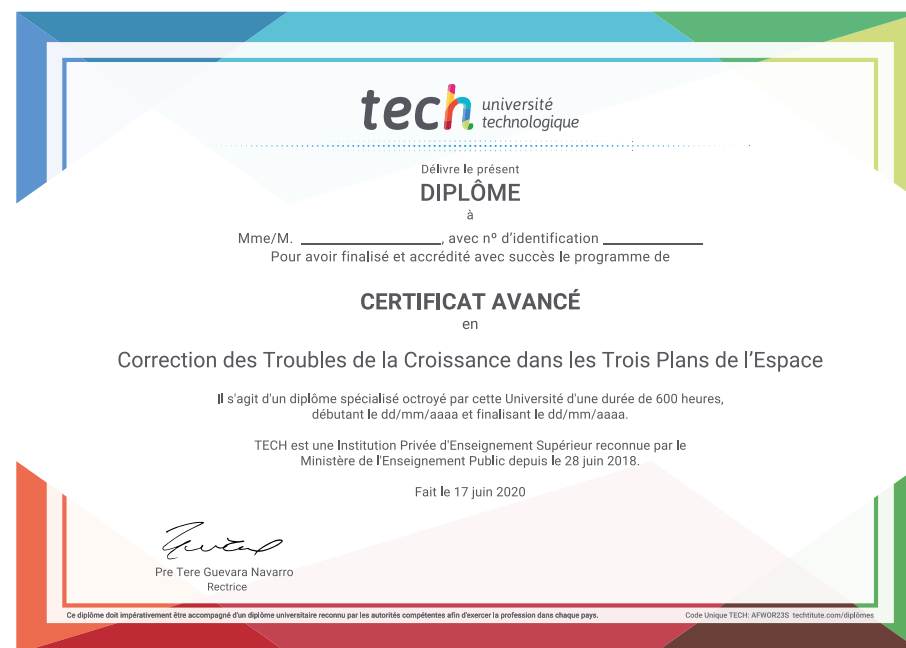 tech université
technologique
Délivre le présent
DIPLÔME
à
Mme/M. ____________________, avec nº d'identification ______________
Pour avoir finalisé et accrédité avec succès le programme de
CERTIFICAT AVANCÉ
en
Correction des Troubles de la Croissance dans les Trois Plans de l'Espace
Il s'agit d'un diplôme spécialisé octroyé par cette Université d'une durée de 600 heures,
débutant le dd/mm/aaaa et finalisant le dd/mm/aaaa.
TECH est une Institution Privée d'Enseignement Supérieur reconnue par le
Ministère de l'Enseignement Public depuis le 28 juin 2018.
Fait le 17 juin 2020
Pre Tere Guevara Navarro
Rectrice
Ce diplôme doit impérativement être accompagné d'un diplôme universitaire reconnu par les autorités compétentes afin d'exercer la profession dans chaque pays.
Code Unique TECH: AFWOR23S techtitute.com/diplômes